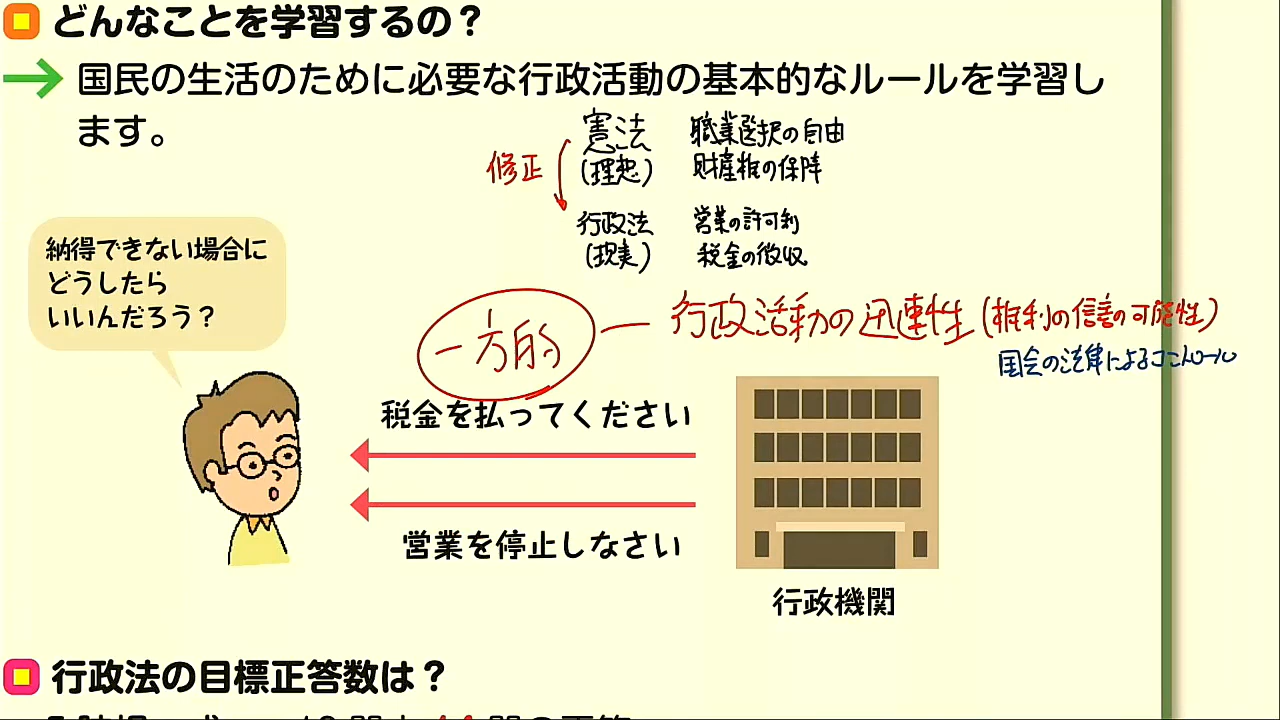 どんなことを学習するの？
国民の生活のために必要な行政活動の基本的なルールを学習し
ます。
憲法 職業選択の自由
修正 (理想) 財産権の保障
行政法 営業の許可制
(現実) 税金の徴収
納得できない場合に
どうしたら
いいんだろう？
一方的 行政活動の迅速性 (権利の侵害の可能性)
国会の法律によるコントロール
税金を払ってください
営業を停止しなさい
行政機関
行政法の目標正答数は？